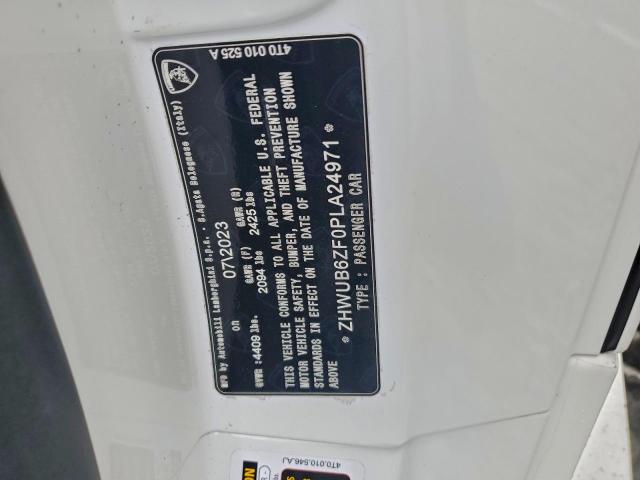 4T0 010 525 A
Mfg by Automobili Lamborghini S.p.A. - S.Agata Bolognese (Italy)
on 07\2023
GVWR :4409 lbs. GAWR (F) 2094 lbs GAWR (R) 2425 lbs
THIS VEHICLE CONFORMS TO ALL APPLICABLE U.S. FEDERAL
MOTOR VEHICLE SAFETY, BUMPER, AND THEFT PREVENTION
STANDARDS IN EFFECT ON THE DATE OF MANUFACTURE SHOWN
ABOVE
* ZHWUB6ZF0PLA24971 *
TYPE : PASSENGER CAR
4T0.010.546.AJ